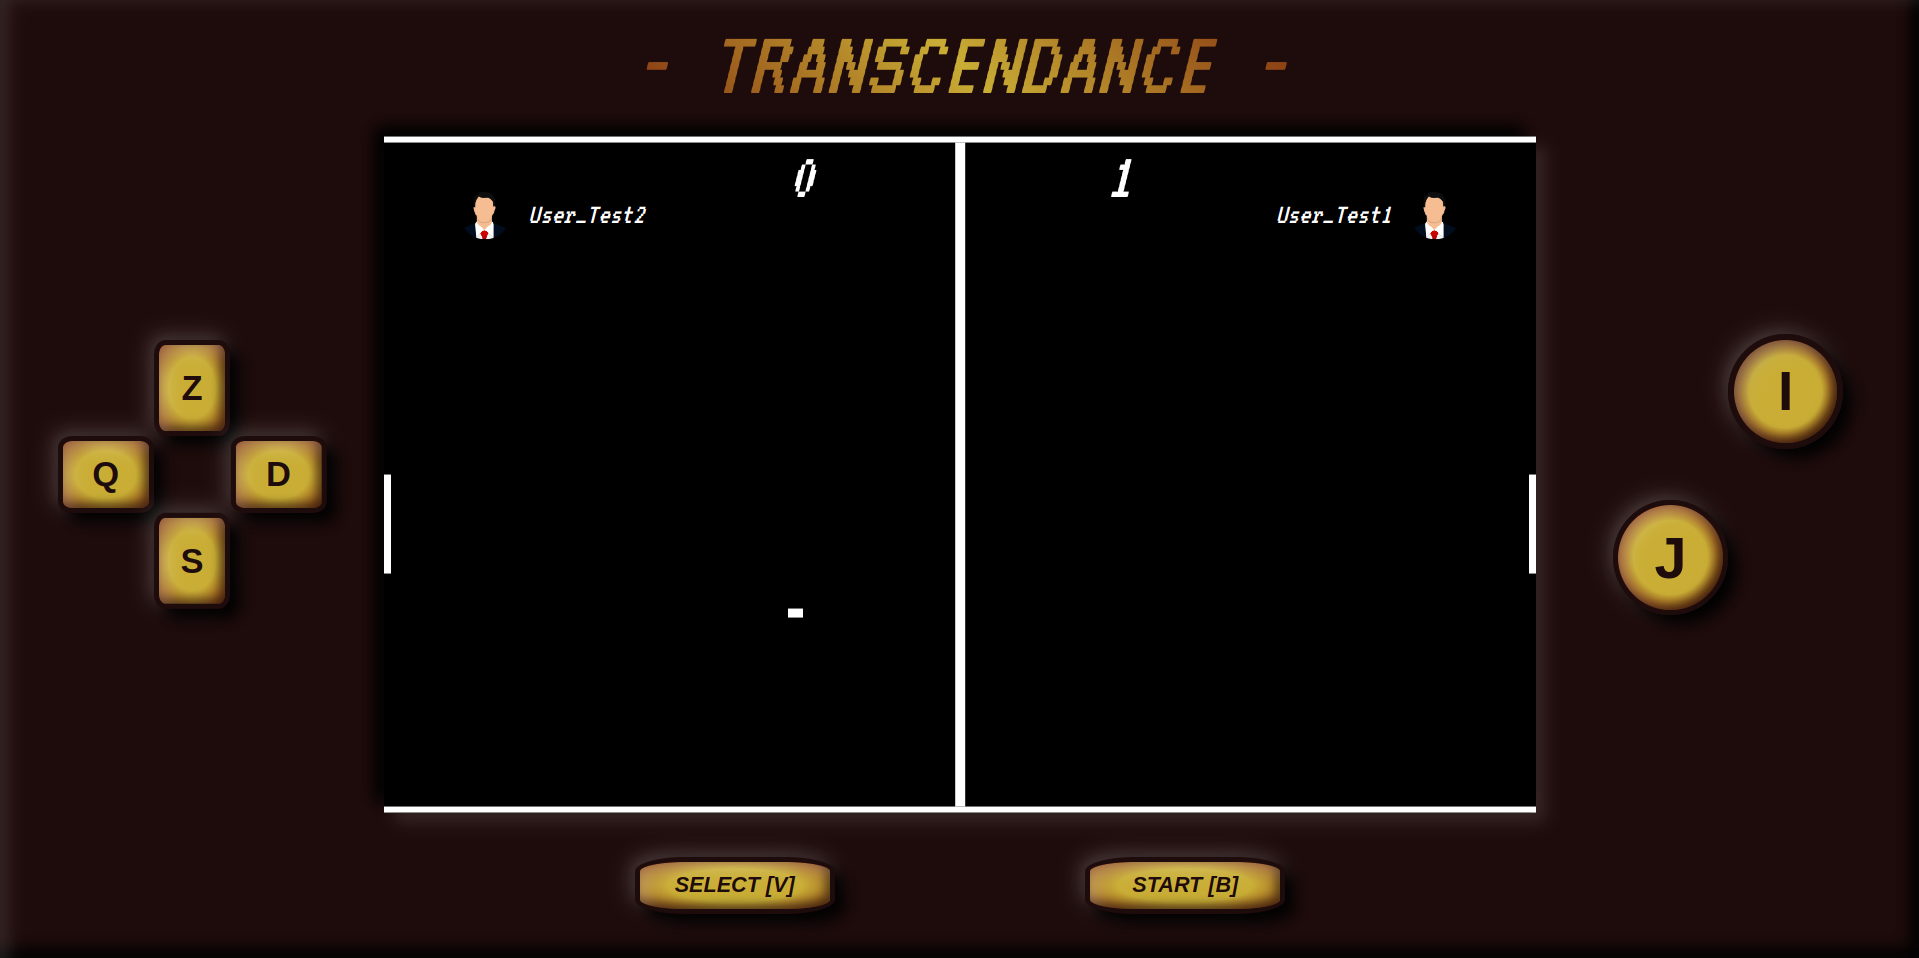 - TRANSCENDANCE -
0 1
User_Test2 User_Test1
Z
Q D
S
I
J
SELECT [V] START [B]